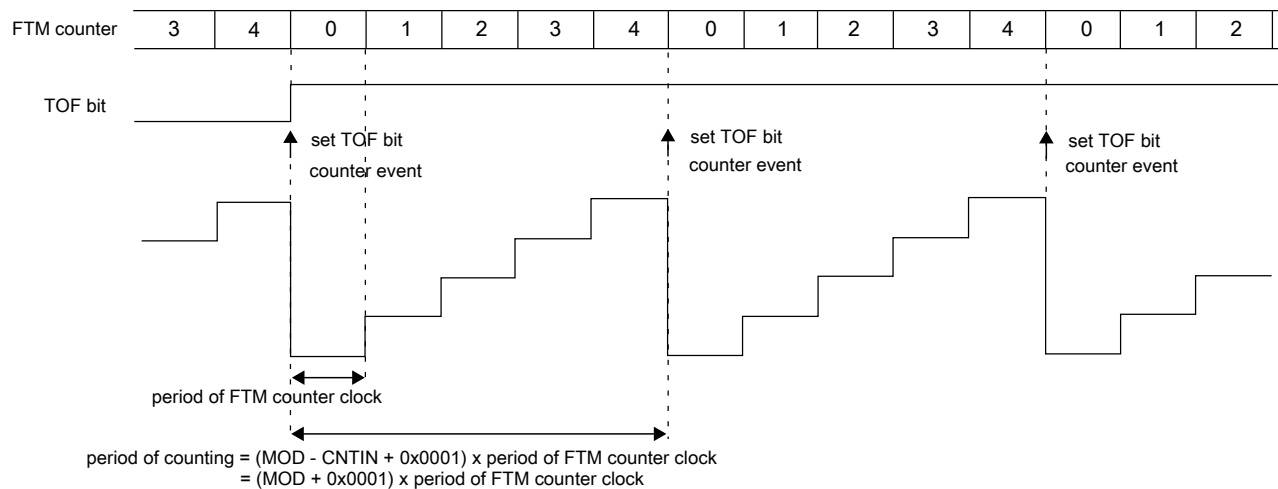 FTM counter 3 4 0 1 2 3 4 0 1 2 3 4 0 1 2
TOF bit
set TOF bit
counter event
set TOF bit
counter event
set TOF bit
counter event
period of FTM counter clock
period of counting = (MOD - CNTIN + 0x0001) x period of FTM counter clock
= (MOD + 0x0001) x period of FTM counter clock